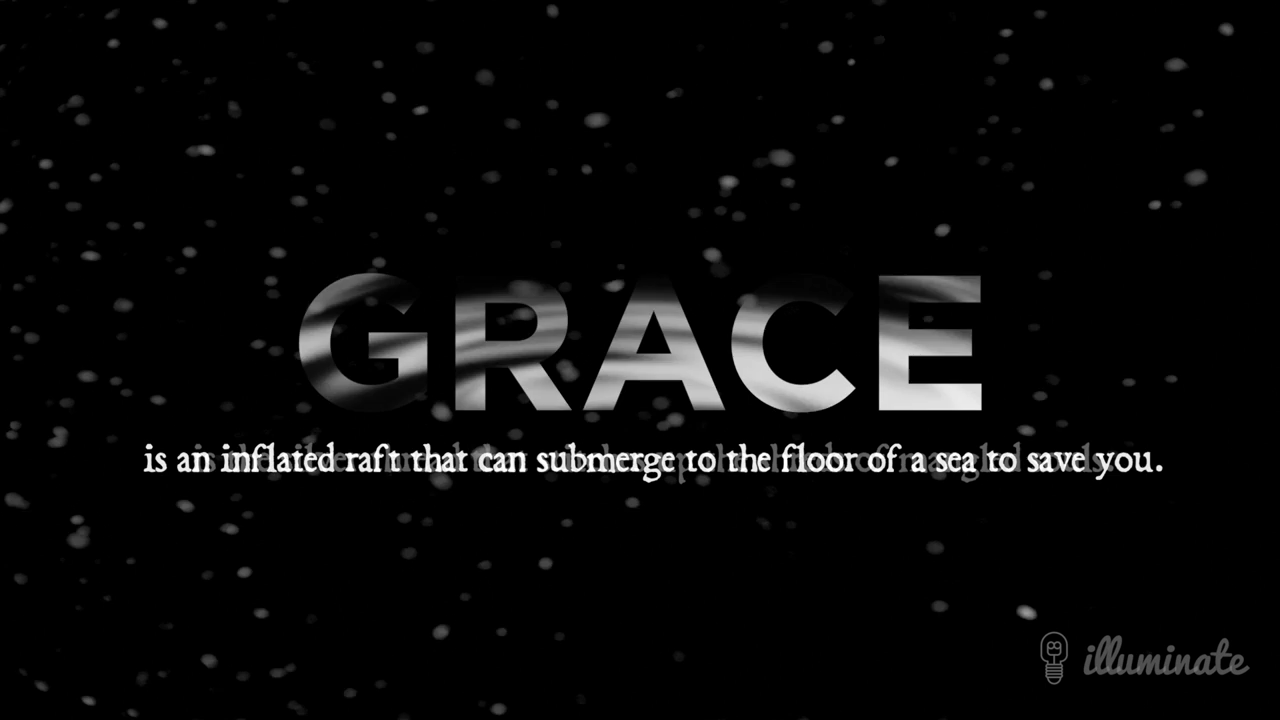 GRACE
is an inflated raft that can submerge to the floor of a sea to save you.
illuminate